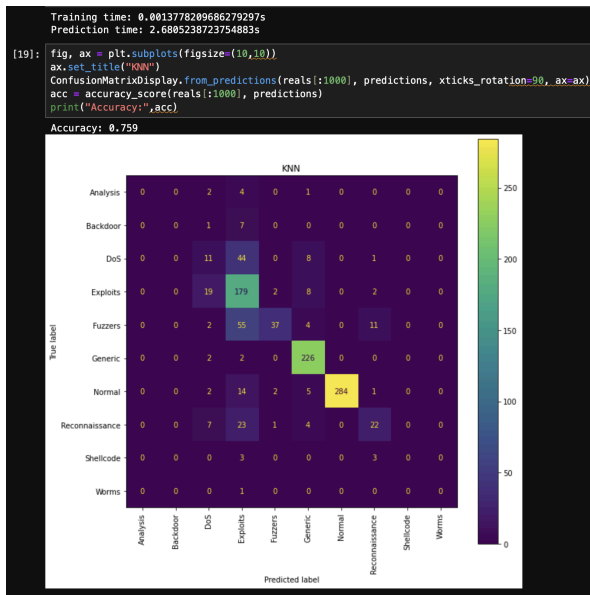 Training time: 0.0013778209686279297s
Prediction time: 2.6805238723754883s
[19]: fig, ax = plt.subplots(figsize=(10,10))
ax.set_title("KNN")
ConfusionMatrixDisplay.from_predictions(reals[:1000], predictions, xticks_rotation=90, ax=ax)
acc = accuracy_score(reals[:1000], predictions)
print("Accuracy:",acc)
Accuracy: 0.759
KNN
Analysis 0 0 2 4 0 1 0 0 0 0
Backdoor 0 0 1 7 0 0 0 0 0 0
DoS 0 0 11 44 0 8 0 1 0 0
Exploits 0 0 19 179 2 8 0 2 0 0
Fuzzers 0 0 2 55 37 4 0 11 0 0
Generic 0 0 2 2 0 226 0 0 0 0
Normal 0 0 2 14 2 5 284 1 0 0
Reconnaissance 0 0 7 23 1 4 0 22 0 0
Shellcode 0 0 0 3 0 0 0 3 0 0
Worms 0 0 0 1 0 0 0 0 0 0
True label
Analysis
Backdoor
DoS
Exploits
Fuzzers
Generic
Normal
Reconnaissance
Shellcode
Worms
Predicted label
250
200
150
100
50
0